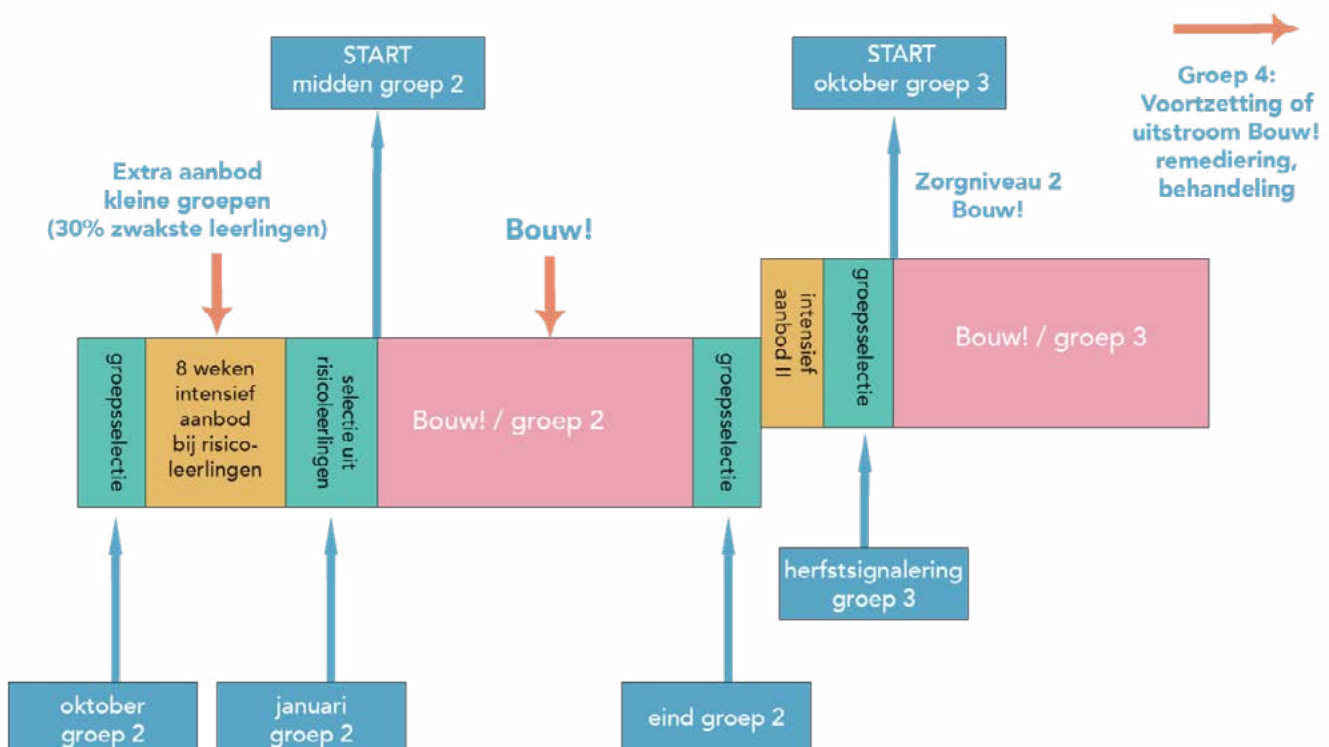 START
midden groep 2
START
oktober groep 3
Groep 4:
Voortzetting of
uitstroom Bouw!
remediëring,
behandeling
Extra aanbod
kleine groepen
(30% zwakste leerlingen)
Bouw!
Zorgniveau 2
Bouw!
groepsselectie
8 weken
intensief
aanbod
bij risico-
leerlingen
selectie uit
risicoleerlingen
Bouw! / groep 2
groepsselectie
intensief
aanbod II
groepsselectie
Bouw! / groep 3
herfstsignalering
groep 3
oktober
groep 2
januari
groep 2
eind groep 2